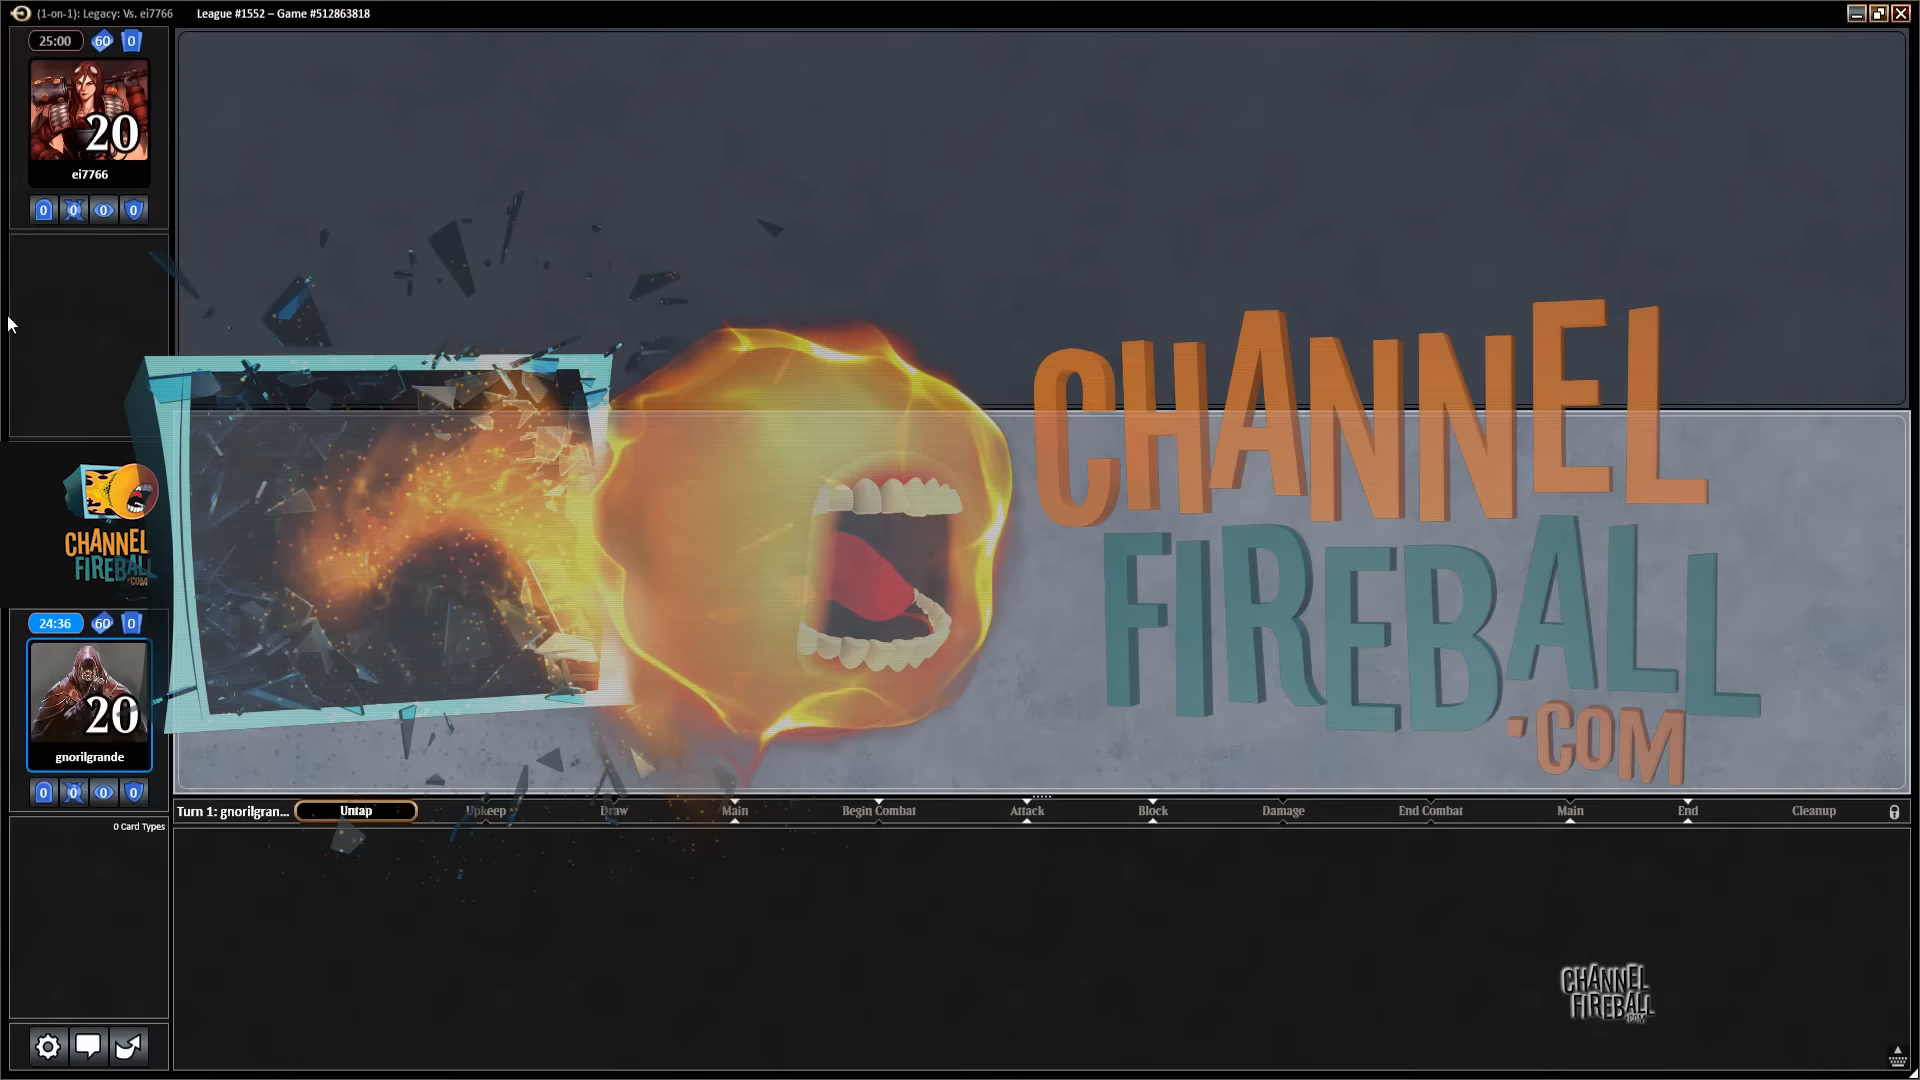 (1-on-1): Legacy: Vs. ei7766 League #1552 – Game #512863818
25:00 60 0
20
ei7766
0 0 0 0
CHANNEL
FIREBALL
.COM
CHANNEL
FIREBALL
.COM
24:36 60 0
20
gnorilgrande
0 0 0 0
Turn 1: gnorilgran... Untap Upkeep Draw Main Begin Combat Attack Block Damage End Combat Main End Cleanup
0 Card Types
CHANNEL
FIREBALL
.COM